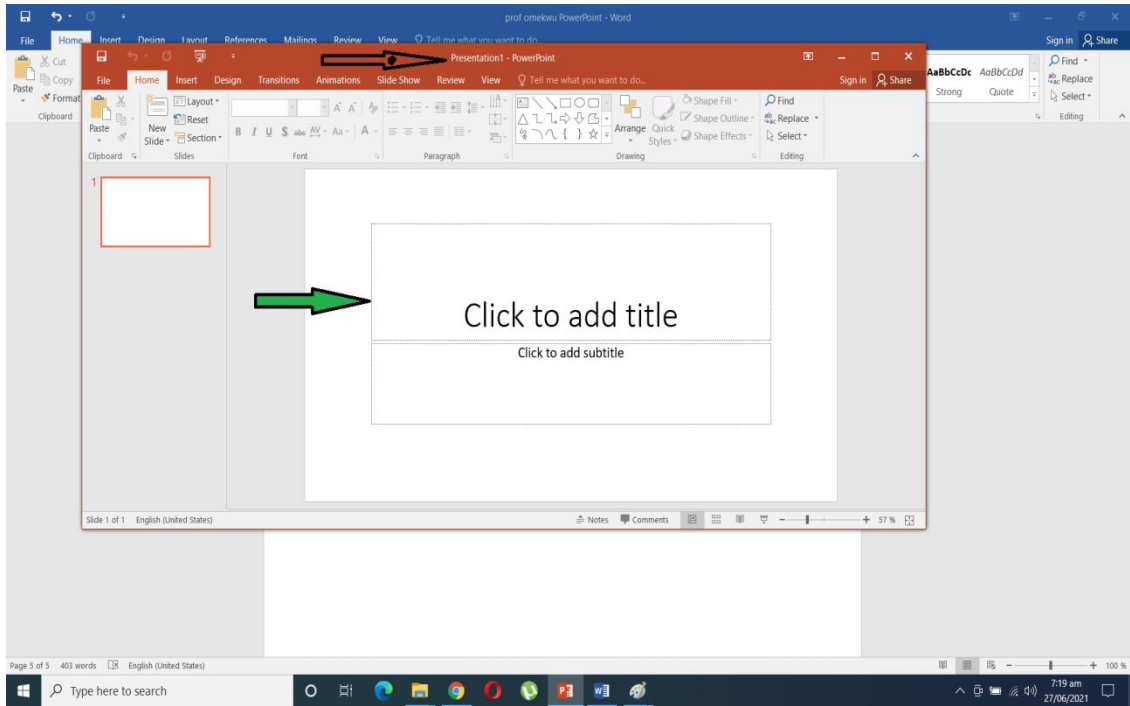 prof omekwu PowerPoint - Word
File Home Insert Design Layout References Mailings Review View Tell me what you want to do
Sign in Share
Paste
Cut
Copy
Format
Clipboard
AaBbCcDc AaBbCcDd
Strong Quote
Find
Replace
Select
Editing
Presentation1 - PowerPoint
File Home Insert Design Transitions Animations Slide Show Review View Tell me what you want to do...
Sign in Share
Paste
Clipboard
New
Slide
Layout
Reset
Section
Slides
B I U S abc AV Aa A
Font
Paragraph
Arrange
Quick
Styles
Shape Fill
Shape Outline
Shape Effects
Drawing
Find
Replace
Select
Editing
1
Click to add title
Click to add subtitle
Slide 1 of 1 English (United States)
Notes Comments
57 %
Page 5 of 5 403 words English (United States)
100 %
Type here to search
7:19 am
27/06/2021